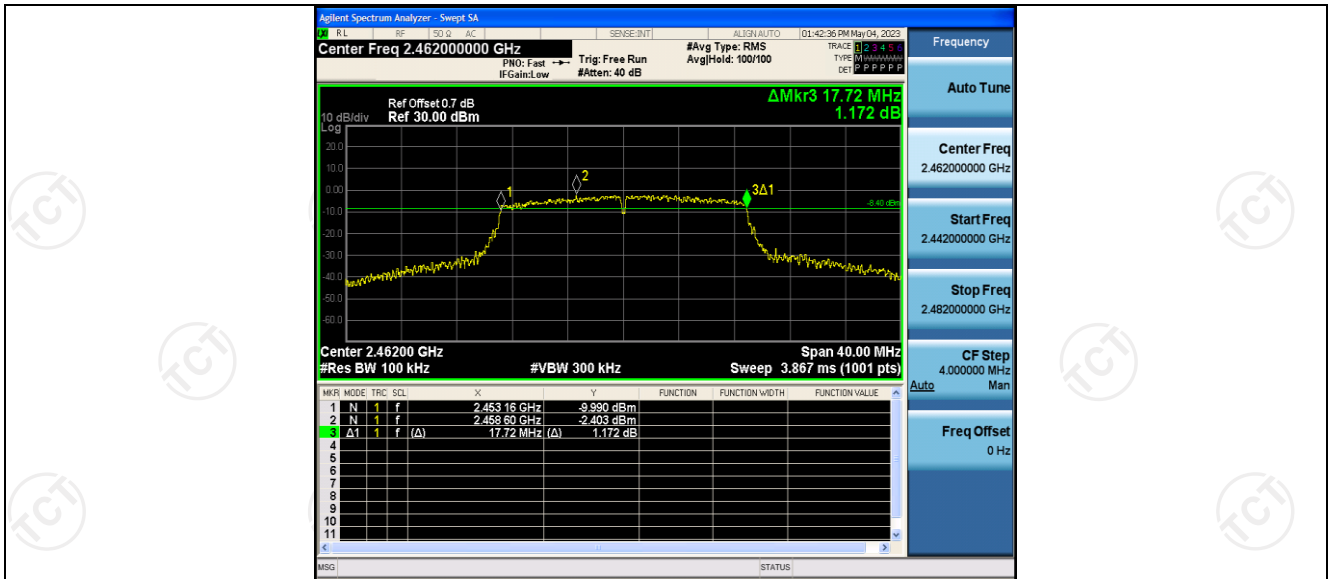 Agilent Spectrum Analyzer - Swept SA
RL RF 50 Ω AC SENSE:INT ALIGN AUTO 01:42:36 PM May 04, 2023
Center Freq 2.462000000 GHz
PNO: Fast
IFGain:Low
Trig: Free Run
#Atten: 40 dB
#Avg Type: RMS
Avg|Hold: 100/100
TRACE 1 2 3 4 5 6
TYPE M
DET P P P P P P
Frequency
Auto Tune
Center Freq
2.462000000 GHz
Start Freq
2.442000000 GHz
Stop Freq
2.482000000 GHz
CF Step
4.000000 MHz
Auto Man
Freq Offset
0 Hz
ΔMkr3 17.72 MHz
1.172 dB
Ref Offset 0.7 dB
10 dB/div Ref 30.00 dBm
Log
20.0
10.0
0.00
-10.0
-20.0
-30.0
-40.0
-50.0
-60.0
1
2
3Δ1
Center 2.46200 GHz Span 40.00 MHz
#Res BW 100 kHz #VBW 300 kHz Sweep 3.867 ms (1001 pts)
MKR MODE TRC SCL X Y FUNCTION FUNCTION WIDTH FUNCTION VALUE
1 N 1 f 2.453 16 GHz -9.990 dBm
2 N 1 f 2.458 60 GHz -2.403 dBm
3 Δ1 1 f (Δ) 17.72 MHz (Δ) 1.172 dB
4
5
6
7
8
9
10
11
MSG STATUS
TCT
TCT
TCT
TCT
TCT
TCT